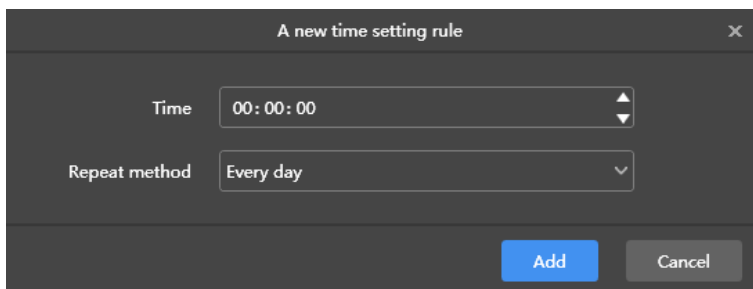 A new time setting rule
Time 00:00:00
Repeat method Every day
Add Cancel